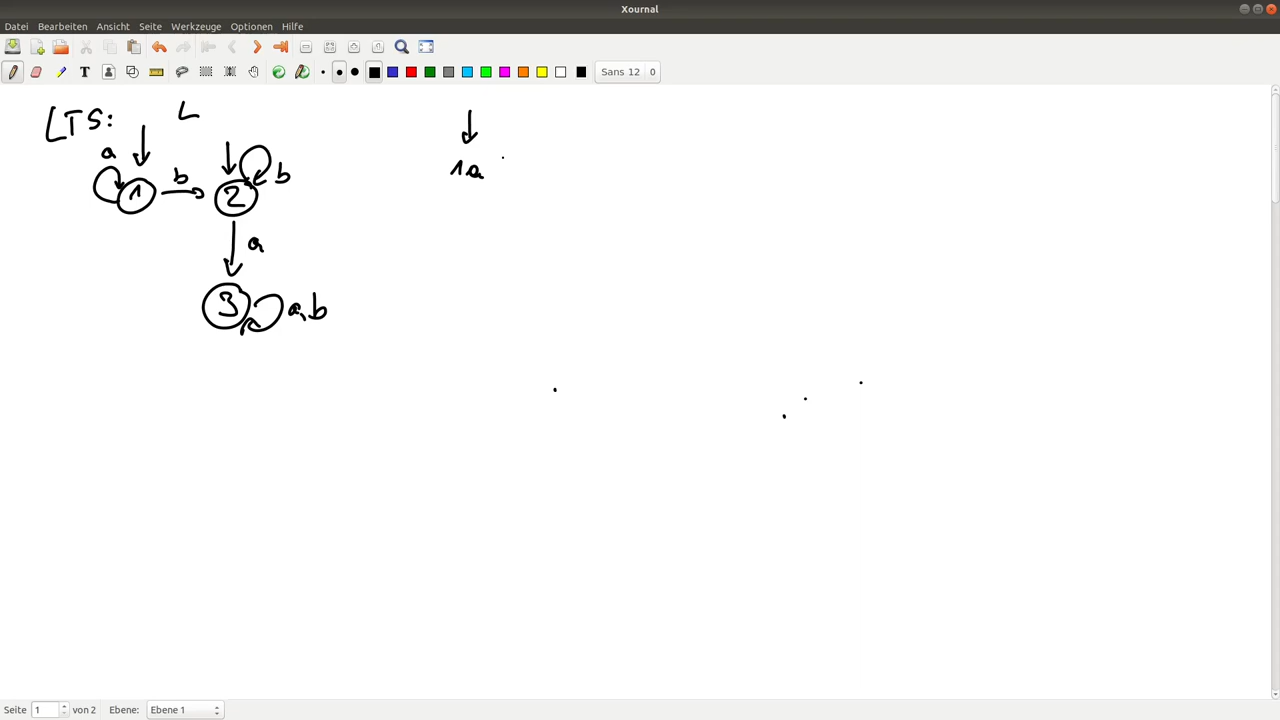 Xournal
Datei Bearbeiten Ansicht Seite Werkzeuge Optionen Hilfe
Sans 12 0
LTS: L
a
1 b 2 b
a
3 a,b
1a
Seite 1 von 2 Ebene: Ebene 1